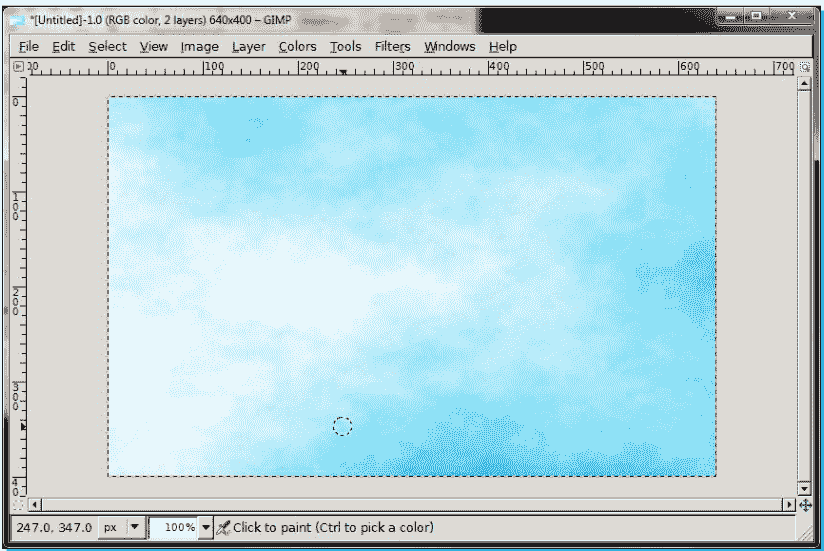 *[Untitled]-1.0 (RGB color, 2 layers) 640x400 – GIMP
File Edit Select View Image Layer Colors Tools Filters Windows Help
0 100 200 300 400 500 600 700
0
100
200
300
40
247.0, 347.0 px 100% Click to paint (Ctrl to pick a color)